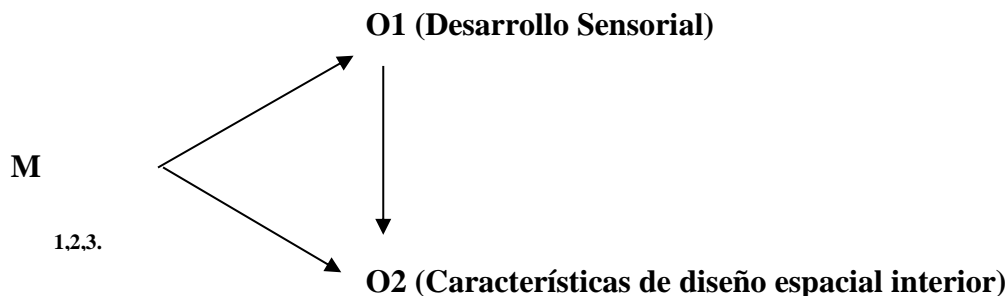 O1 (Desarrollo Sensorial)
M
1,2,3.
O2 (Características de diseño espacial interior)